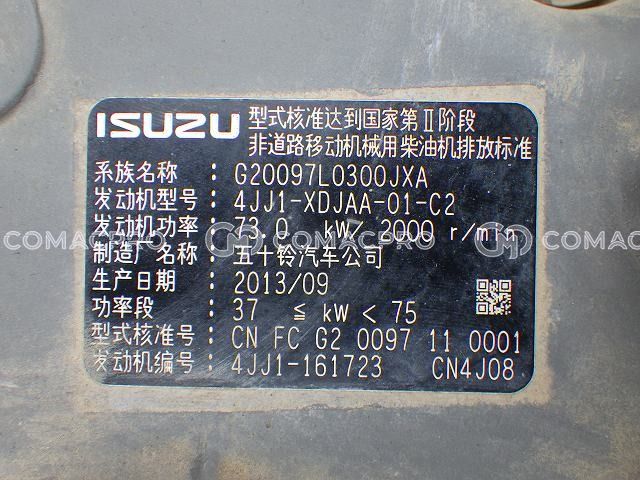 ISUZU 型式核准达到国家第Ⅱ阶段
非道路移动机械用柴油机排放标准
系族名称 : G20097L0300JXA
发动机型号: 4JJ1-XDJAA-01-C2
发动机功率: 73.0 kW/ 2000 r/min
制造厂名称: 五十铃汽车公司
生产日期 : 2013/09
功率段 : 37 ≦ kW < 75
型式核准号: CN FC G2 0097 11 0001
发动机编号: 4JJ1-161723 CN4J08
COMACPRO COMACPRO COMACPRO